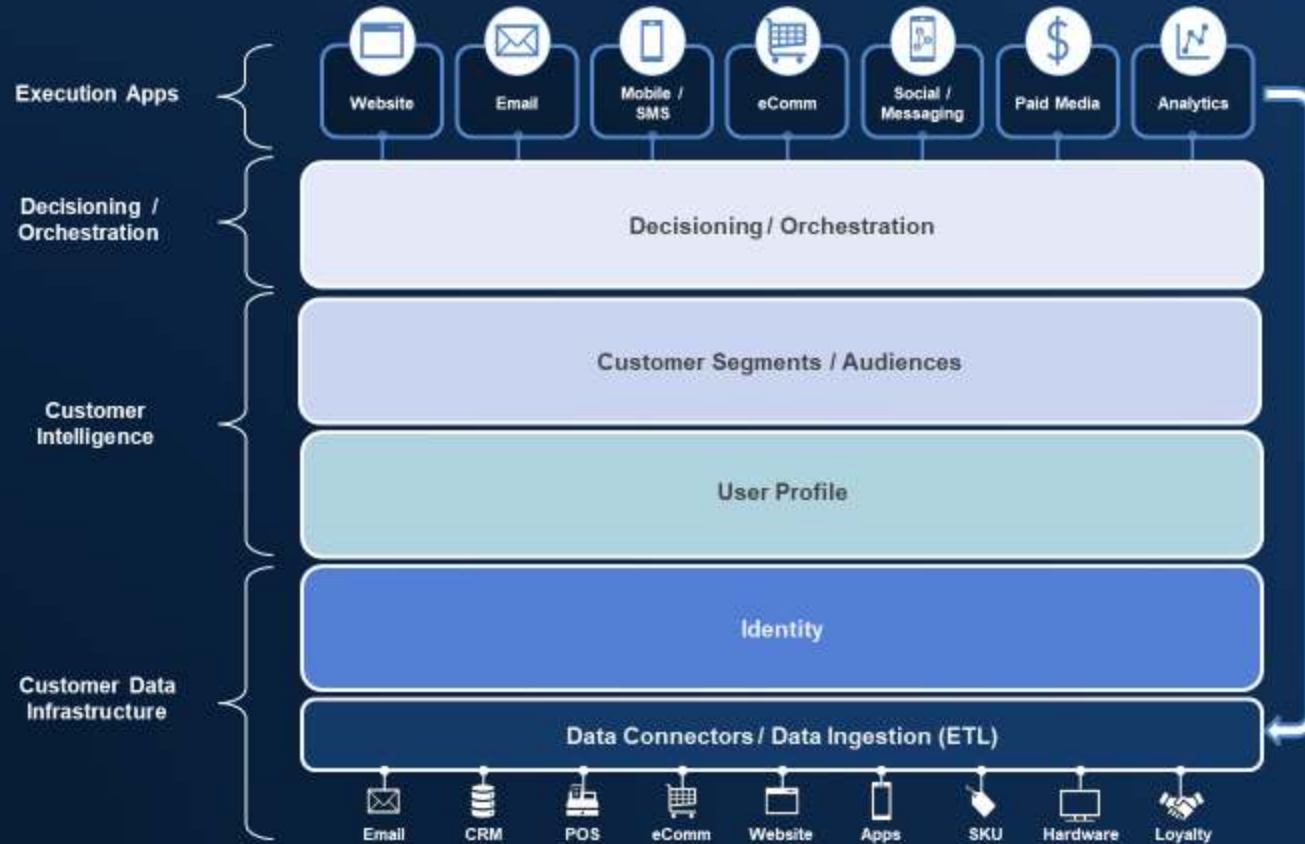 Execution Apps
Website
Email
Mobile /
SMS
eComm
Social /
Messaging
Paid Media
Analytics
Decisioning /
Orchestration
Decisioning / Orchestration
Customer Segments / Audiences
Customer
Intelligence
User Profile
Identity
Customer Data
Infrastructure
Data Connectors / Data Ingestion (ETL)
Email
CRM
POS
eComm
Website
Apps
SKU
Hardware
Loyalty